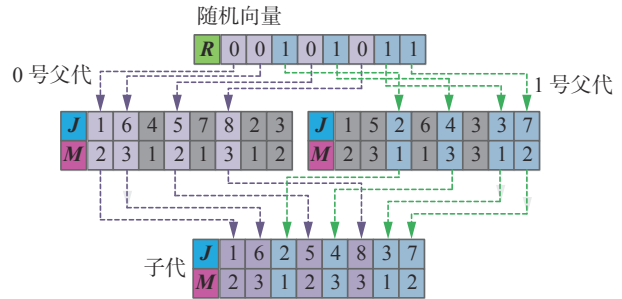 随机向量
R 0 0 1 0 1 0 1 1
0 号父代
1 号父代
J 1 6 4 5 7 8 2 3
M 2 3 1 2 1 3 1 2
J 1 5 2 6 4 3 3 7
M 2 3 1 1 3 3 1 2
子代
J 1 6 2 5 4 8 3 7
M 2 3 1 2 3 3 1 2